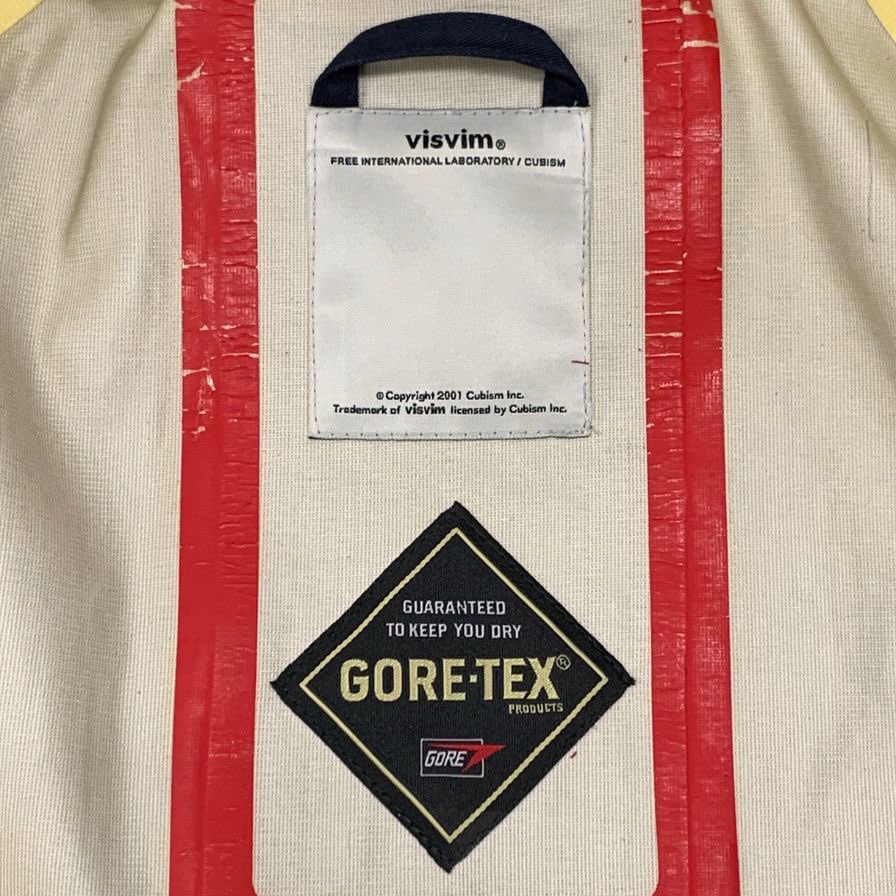 visvim®
FREE INTERNATIONAL LABORATORY / CUBISM
© Copyright 2001 Cubism Inc.
Trademark of visvim licensed by Cubism Inc.
GUARANTEED
TO KEEP YOU DRY
GORE-TEX®
PRODUCTS
GORE